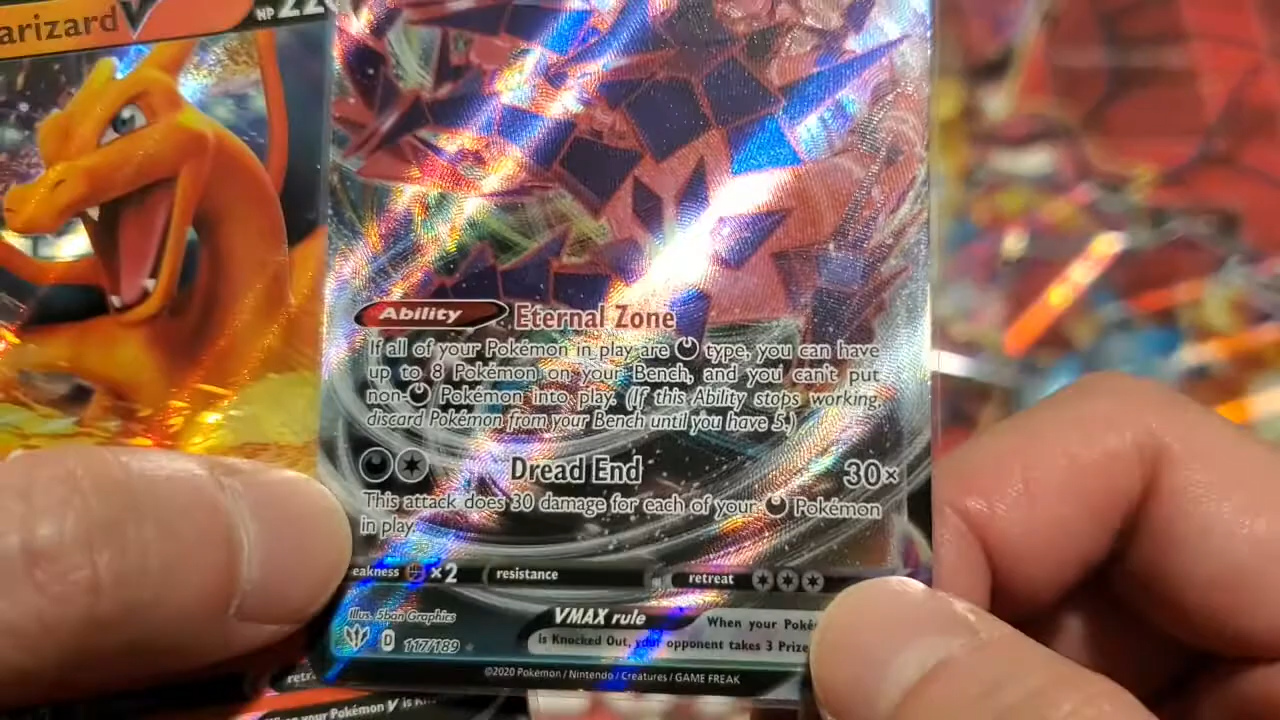 arizard V HP 22
Ability Eternal Zone
If all of your Pokémon in play are type, you can have
up to 8 Pokémon on your Bench, and you can't put
non- Pokémon into play. (If this Ability stops working,
discard Pokémon from your Bench until you have 5.)
Dread End 30×
This attack does 30 damage for each of your Pokémon
in play.
eakness ×2 resistance retreat
Illus. 5ban Graphics
VMAX rule When your Poké
is Knocked Out, your opponent takes 3 Prize
D 117/189
©2020 Pokémon / Nintendo / Creatures / GAME FREAK
retr
your Pokémon V is